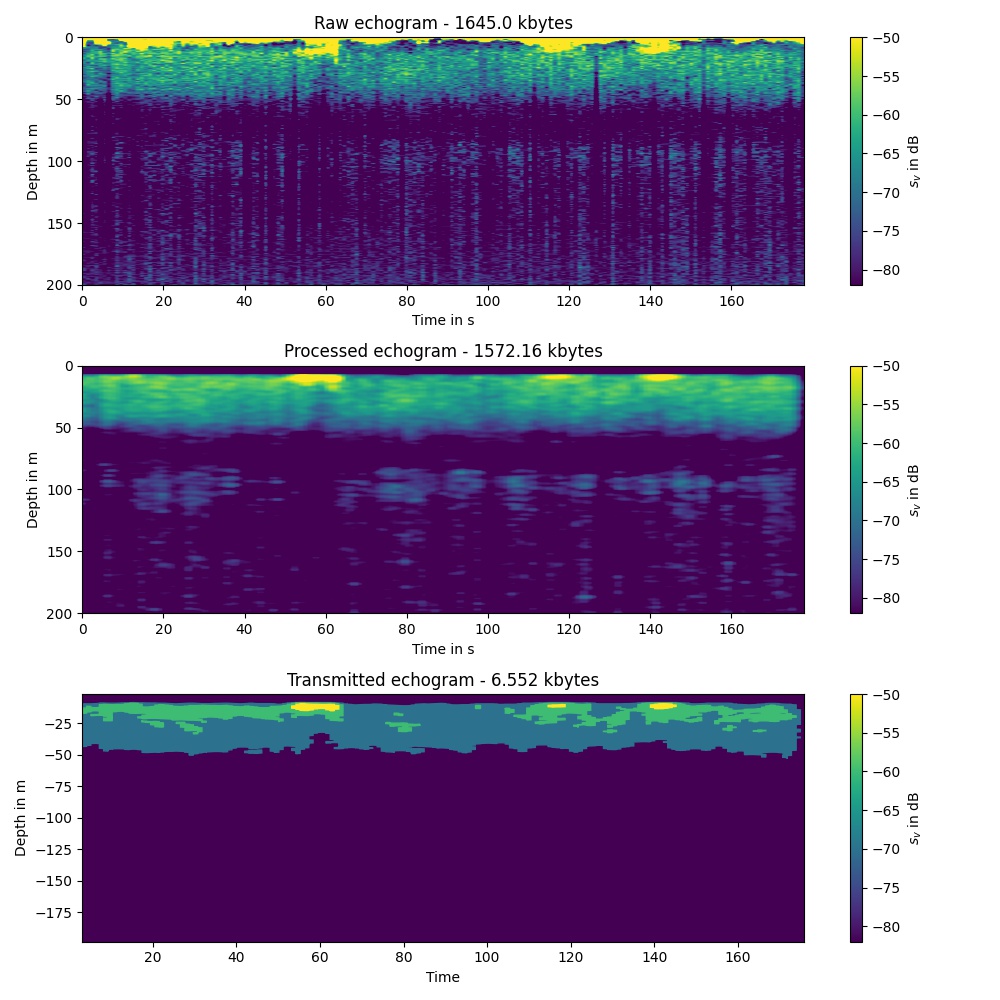 Raw echogram - 1645.0 kbytes
0
50
100
150
200
Depth in m
0 20 40 60 80 100 120 140 160
Time in s
−50
−55
−60
−65
−70
−75
−80
sv in dB
Processed echogram - 1572.16 kbytes
0
50
100
150
200
Depth in m
0 20 40 60 80 100 120 140 160
Time in s
−50
−55
−60
−65
−70
−75
−80
sv in dB
Transmitted echogram - 6.552 kbytes
−25
−50
−75
−100
−125
−150
−175
Depth in m
20 40 60 80 100 120 140 160
Time
−50
−55
−60
−65
−70
−75
−80
sv in dB